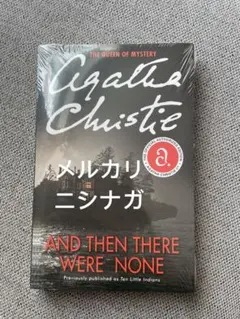 THE QUEEN OF MYSTERY
Agatha
Christie
メルカリ
ニシナガ
AND THEN THERE
WERE NONE
Previously published as Ten Little Indians